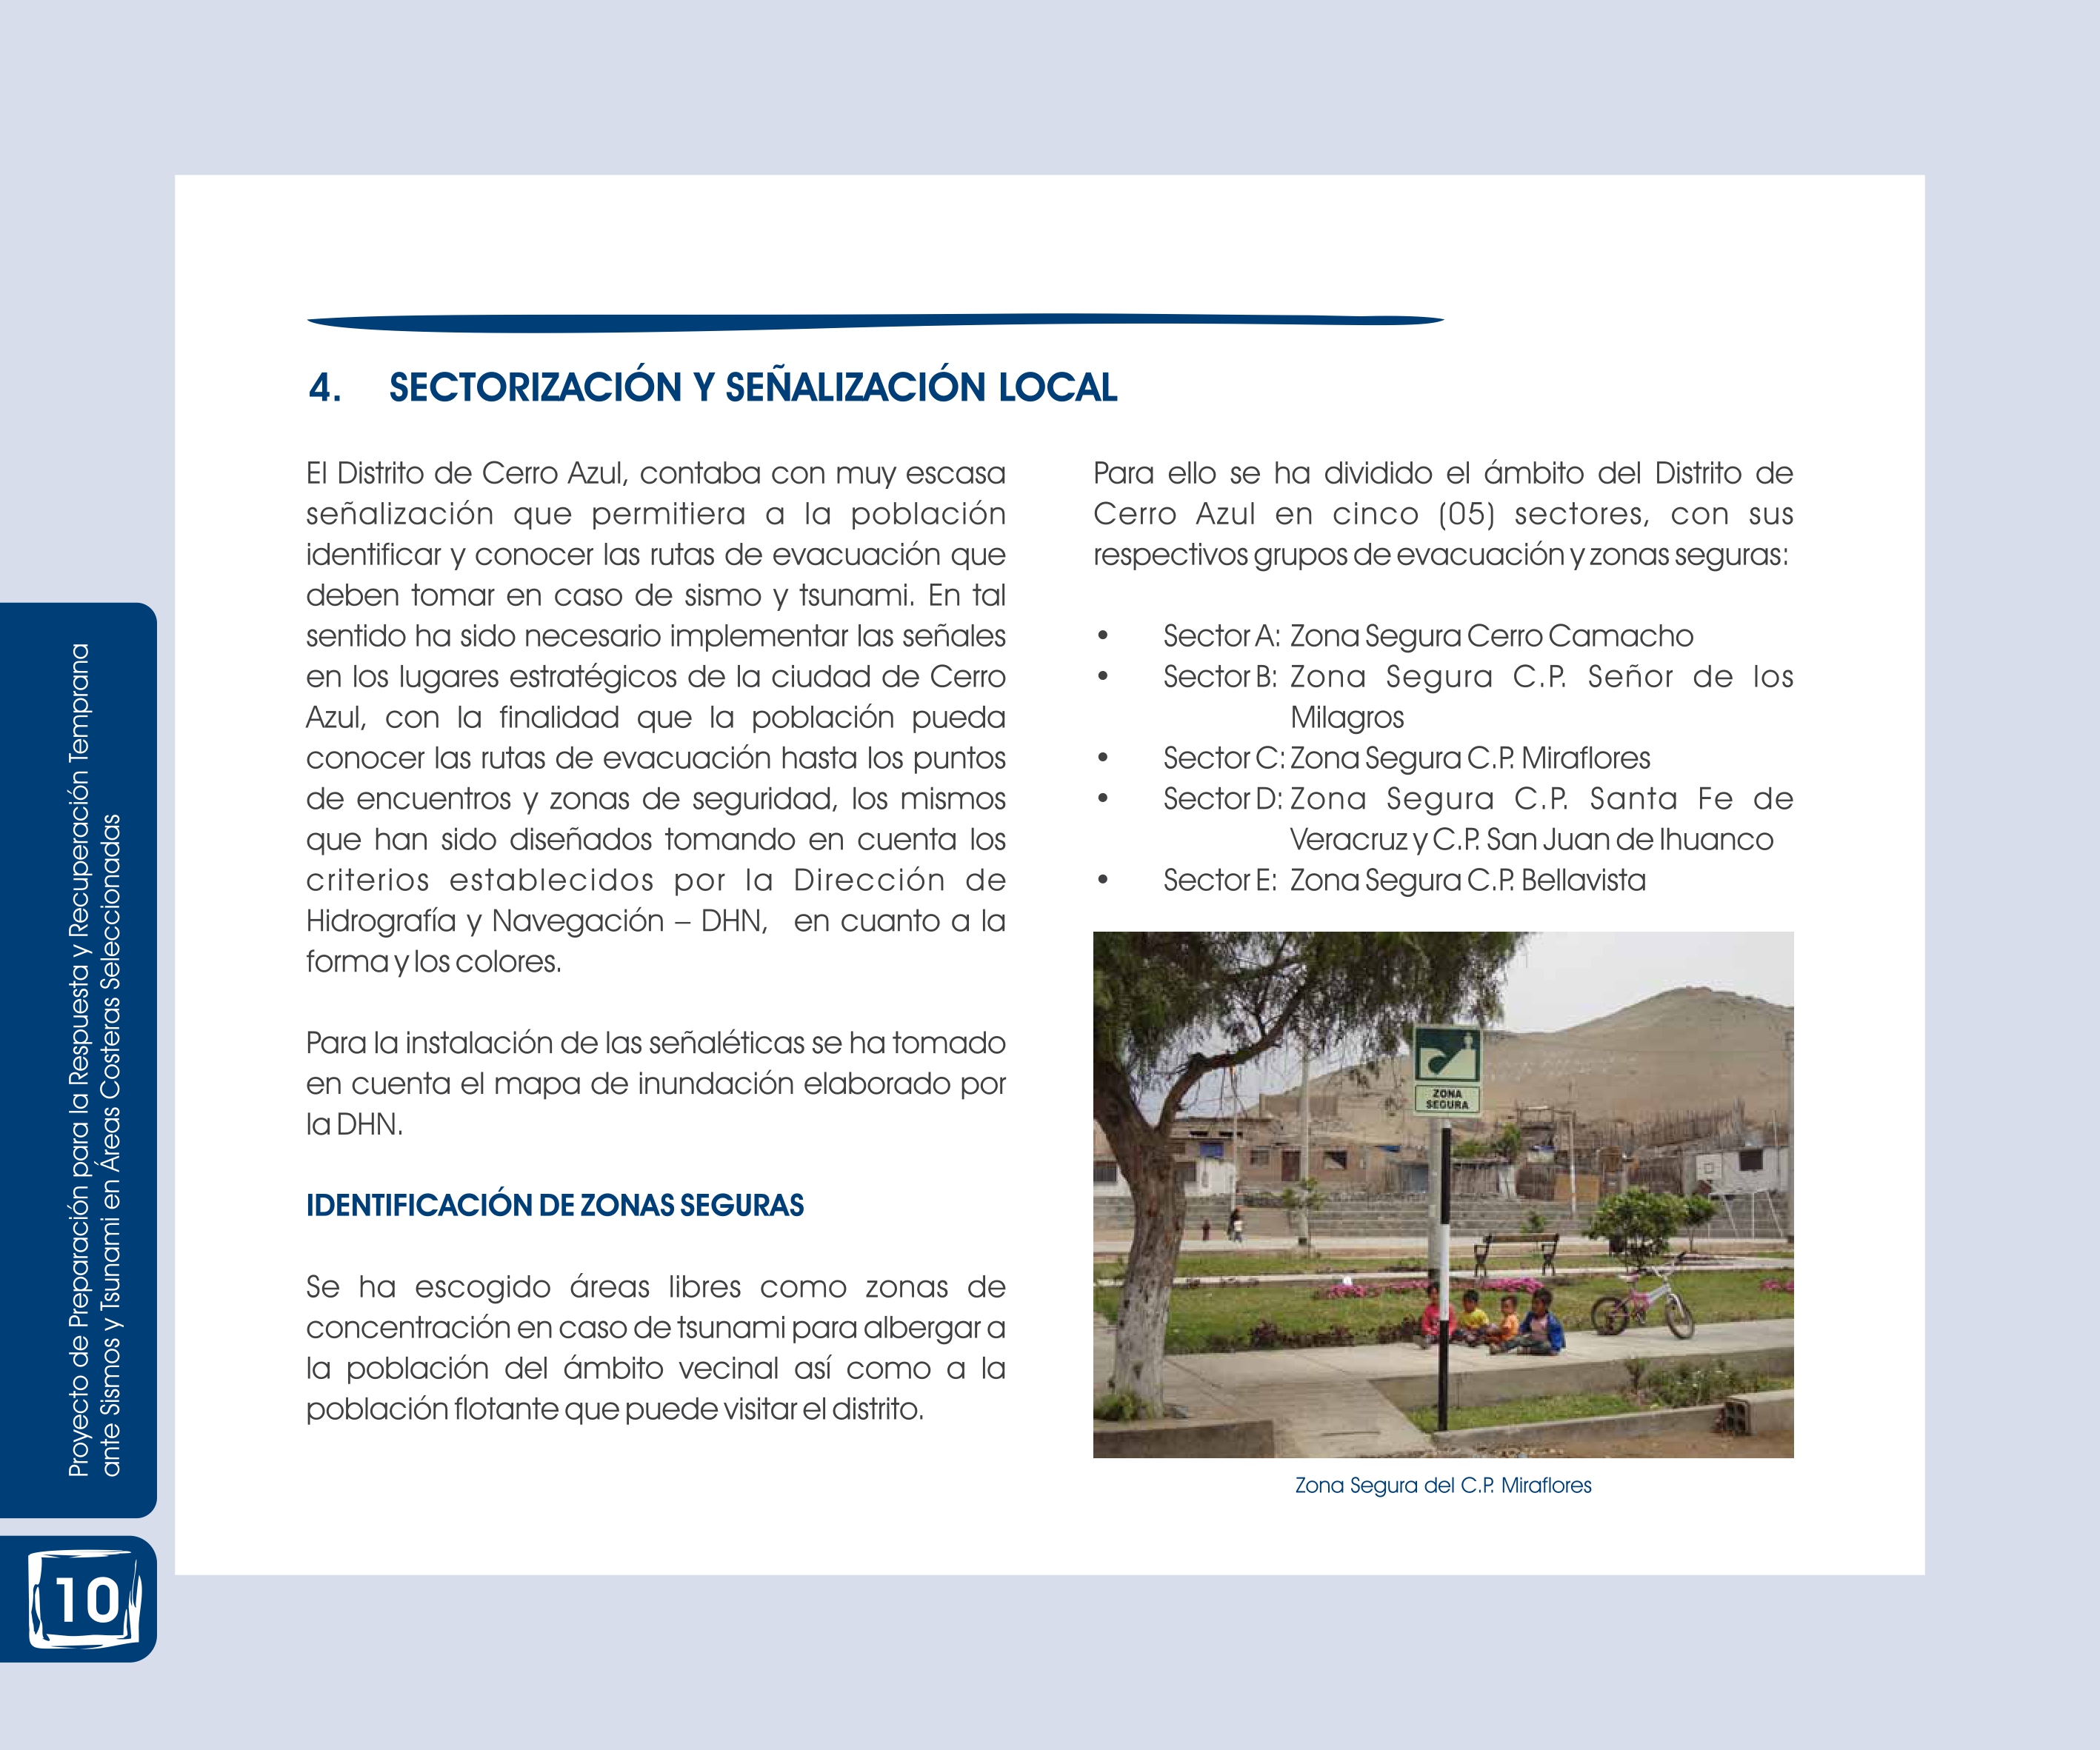 4. SECTORIZACIÓN Y SEÑALIZACIÓN LOCAL
El Distrito de Cerro Azul, contaba con muy escasa
señalización que permitiera a la población
identificar y conocer las rutas de evacuación que
deben tomar en caso de sismo y tsunami. En tal
sentido ha sido necesario implementar las señales
en los lugares estratégicos de la ciudad de Cerro
Azul, con la finalidad que la población pueda
conocer las rutas de evacuación hasta los puntos
de encuentros y zonas de seguridad, los mismos
que han sido diseñados tomando en cuenta los
criterios establecidos por la Dirección de
Hidrografía y Navegación – DHN, en cuanto a la
forma y los colores.
Para la instalación de las señaléticas se ha tomado
en cuenta el mapa de inundación elaborado por
la DHN.
IDENTIFICACIÓN DE ZONAS SEGURAS
Se ha escogido áreas libres como zonas de
concentración en caso de tsunami para albergar a
la población del ámbito vecinal así como a la
población flotante que puede visitar el distrito.
Para ello se ha dividido el ámbito del Distrito de
Cerro Azul en cinco (05) sectores, con sus
respectivos grupos de evacuación y zonas seguras:
• Sector A: Zona Segura Cerro Camacho
• Sector B: Zona Segura C.P. Señor de los
Milagros
• Sector C: Zona Segura C.P. Miraflores
• Sector D: Zona Segura C.P. Santa Fe de
Veracruz y C.P. San Juan de Ihuanco
• Sector E: Zona Segura C.P. Bellavista
ZONA
SEGURA
Zona Segura del C.P. Miraflores
Proyecto de Preparación para la Respuesta y Recuperación Temprana
ante Sismos y Tsunami en Áreas Costeras Seleccionadas
10